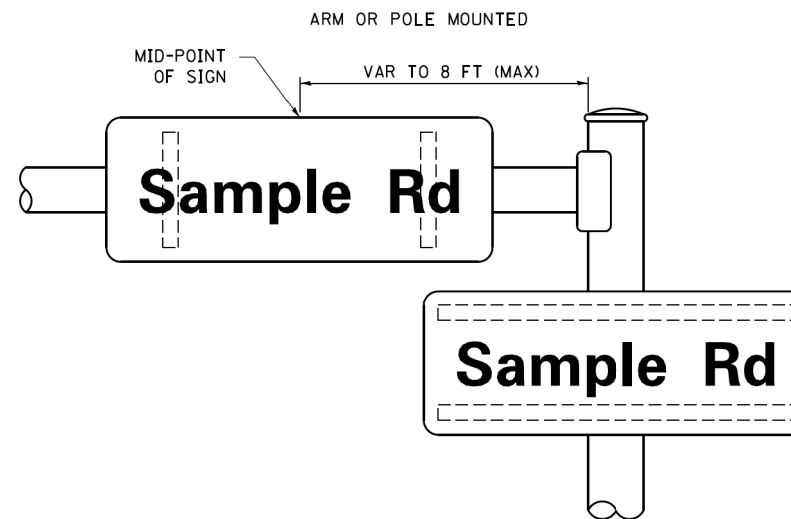 ARM OR POLE MOUNTED
MID-POINT
OF SIGN
VAR TO 8 FT (MAX)
Sample Rd
Sample Rd